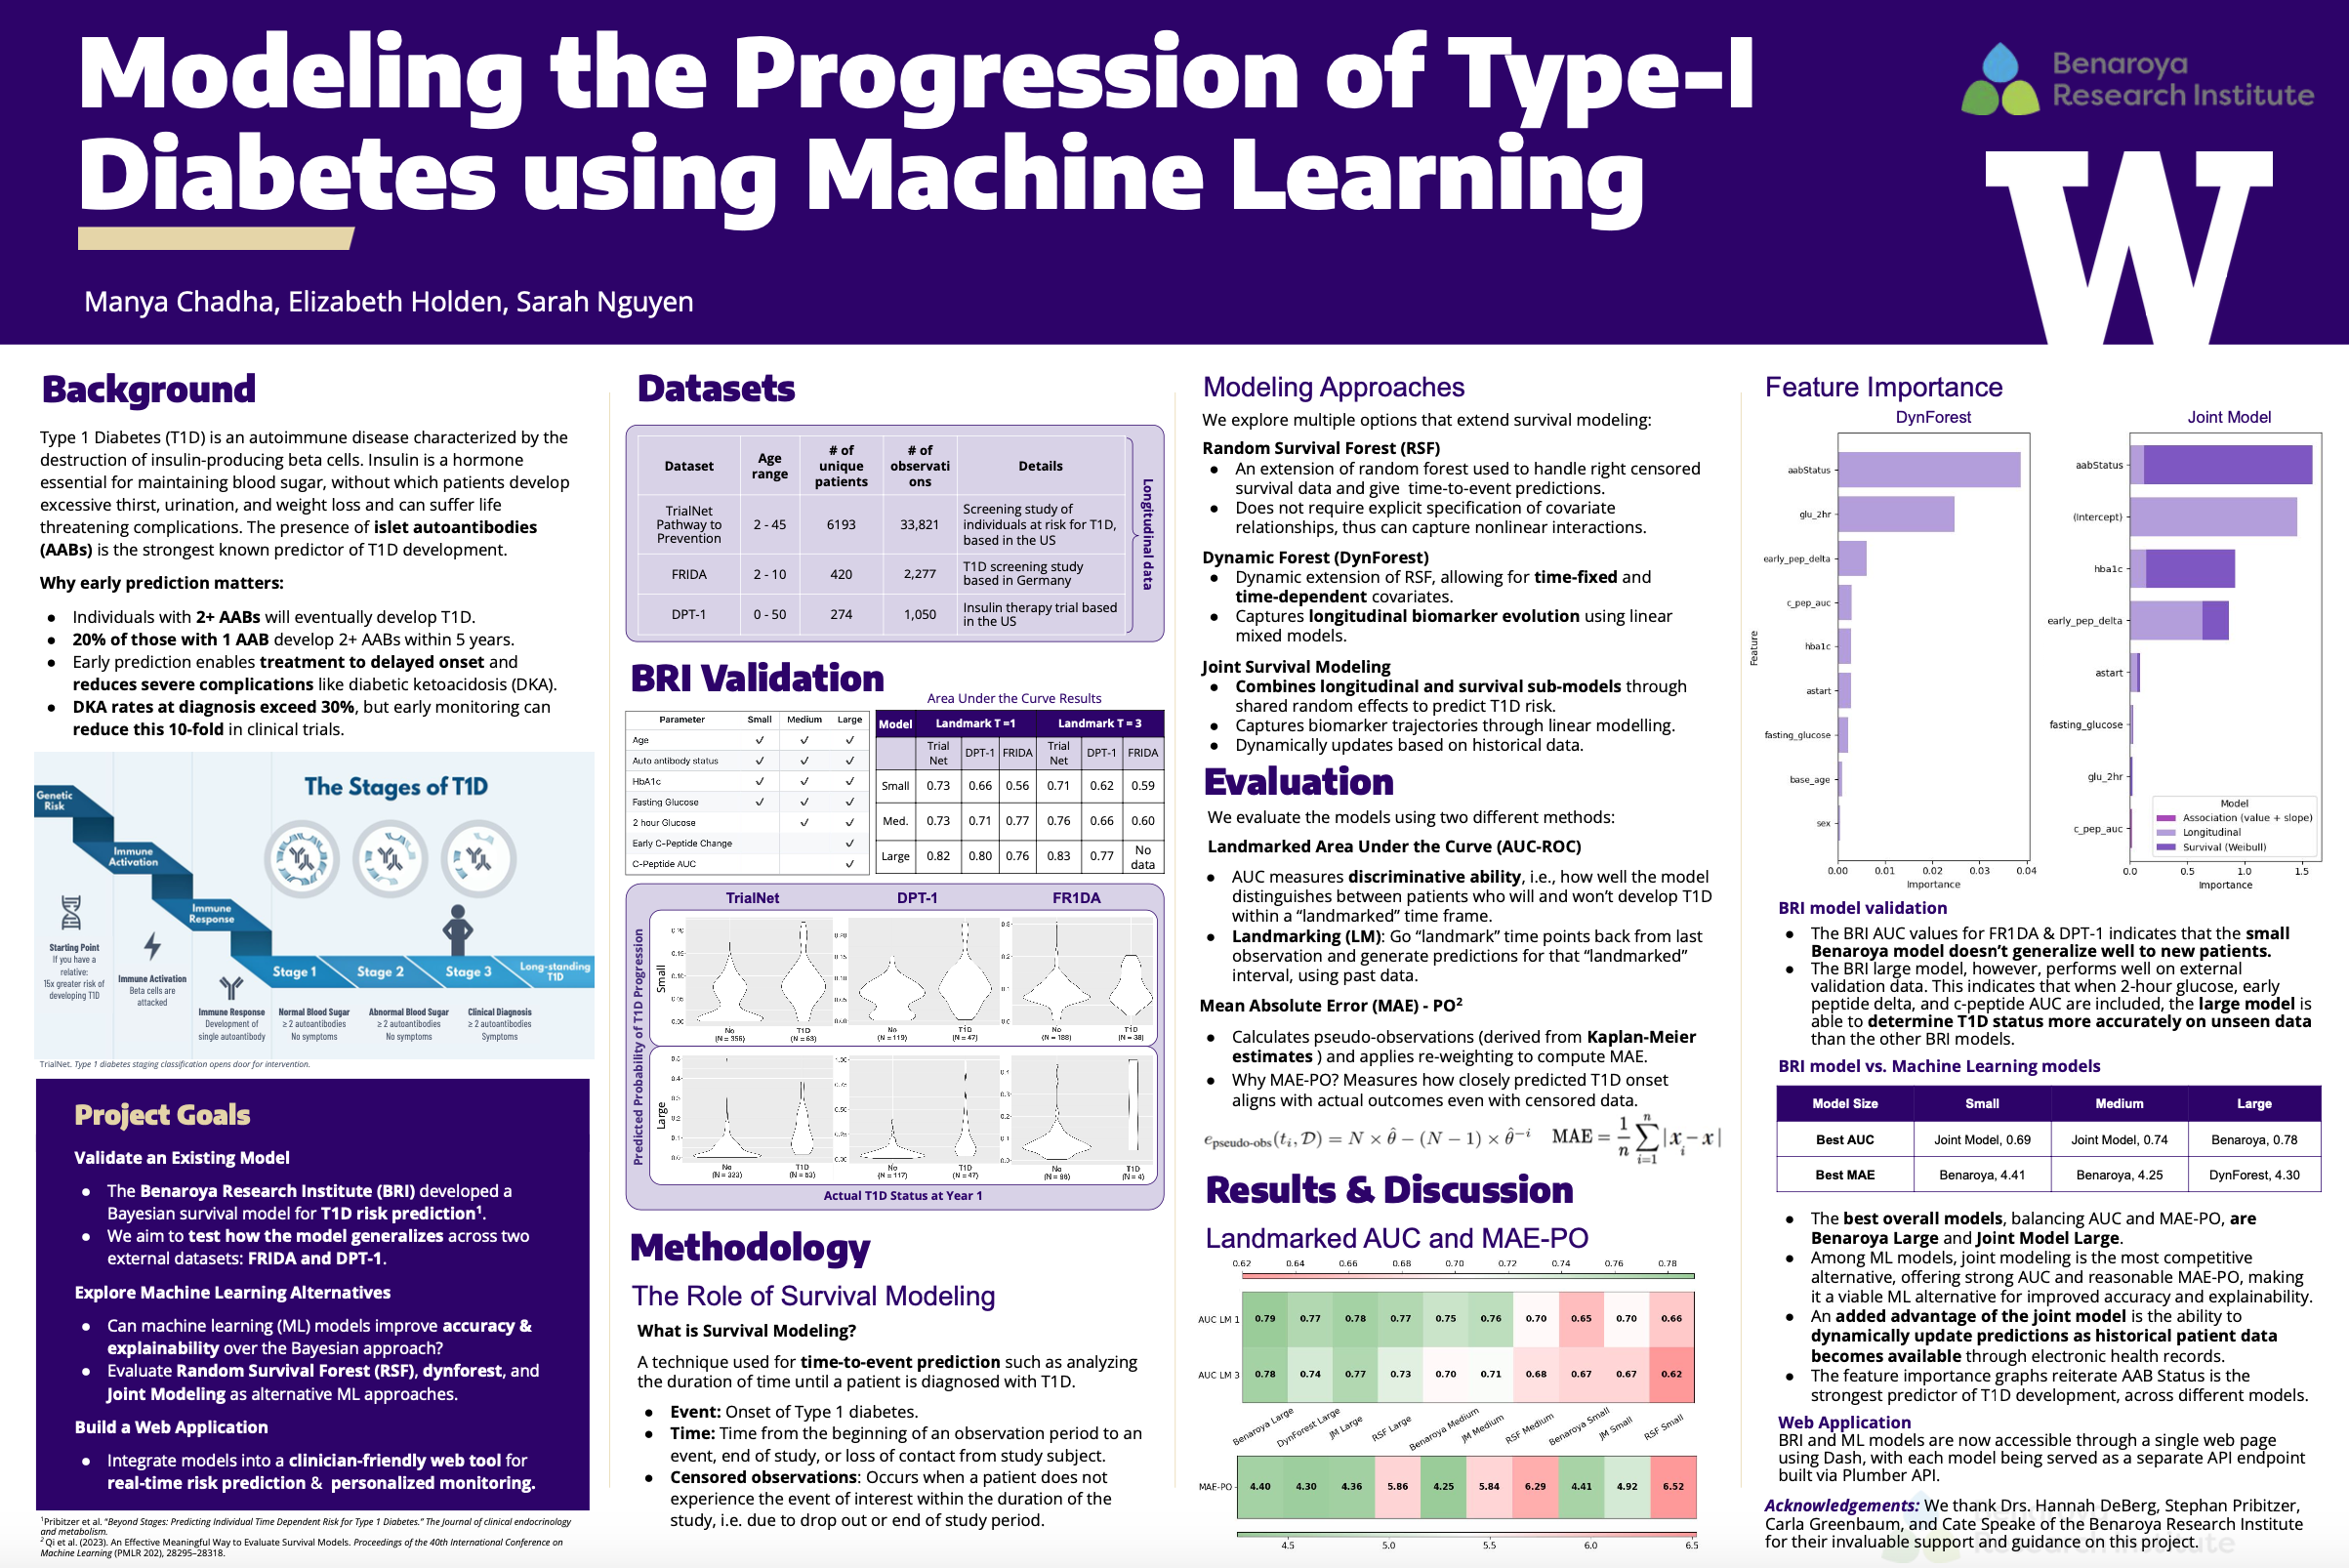 Modeling the Progression of Type-I
Diabetes using Machine Learning
Manya Chadha, Elizabeth Holden, Sarah Nguyen
Benaroya
Research Institute
W
Background
Type 1 Diabetes (T1D) is an autoimmune disease characterized by the
destruction of insulin-producing beta cells. Insulin is a hormone
essential for maintaining blood sugar, without which patients develop
excessive thirst, urination, and weight loss and can suffer life
threatening complications. The presence of islet autoantibodies
(AABs) is the strongest known predictor of T1D development.
Why early prediction matters:
● Individuals with 2+ AABs will eventually develop T1D.
● 20% of those with 1 AAB develop 2+ AABs within 5 years.
● Early prediction enables treatment to delayed onset and
reduces severe complications like diabetic ketoacidosis (DKA).
● DKA rates at diagnosis exceed 30%, but early monitoring can
reduce this 10-fold in clinical trials.
The Stages of T1D
Genetic
Risk
Immune
Activation
Immune
Response
Stage 1
Stage 2
Stage 3
Long-standing
T1D
Starting Point
If you have a
relative:
15x greater risk of
developing T1D
Immune Activation
Beta cells are
attacked
Immune Response
Development of
single autoantibody
Normal Blood Sugar
≥ 2 autoantibodies
No symptoms
Abnormal Blood Sugar
≥ 2 autoantibodies
No symptoms
Clinical Diagnosis
≥ 2 autoantibodies
Symptoms
TrialNet. Type 1 diabetes staging classification opens door for intervention.
Project Goals
Validate an Existing Model
● The Benaroya Research Institute (BRI) developed a
Bayesian survival model for T1D risk prediction¹.
● We aim to test how the model generalizes across two
external datasets: FRIDA and DPT-1.
Explore Machine Learning Alternatives
● Can machine learning (ML) models improve accuracy &
explainability over the Bayesian approach?
● Evaluate Random Survival Forest (RSF), dynforest, and
Joint Modeling as alternative ML approaches.
Build a Web Application
● Integrate models into a clinician-friendly web tool for
real-time risk prediction & personalized monitoring.
¹Pribitzer et al. "Beyond Stages: Predicting Individual Time Dependent Risk for Type 1 Diabetes." The Journal of clinical endocrinology
and metabolism.
² Qi et al. (2023). An Effective Meaningful Way to Evaluate Survival Models. Proceedings of the 40th International Conference on
Machine Learning (PMLR 202), 28295–28318.
Datasets
Dataset Age range # of unique patients # of observati ons Details
TrialNet Pathway to Prevention 2 - 45 6193 33,821 Screening study of individuals at risk for T1D, based in the US
FRIDA 2 - 10 420 2,277 T1D screening study based in Germany
DPT-1 0 - 50 274 1,050 Insulin therapy trial based in the US
Longitudinal data
BRI Validation
Parameter Small Medium Large
Age ✓ ✓ ✓
Auto antibody status ✓ ✓ ✓
HbA1c ✓ ✓ ✓
Fasting Glucose ✓ ✓ ✓
2 hour Glucose ✓ ✓
Early C-Peptide Change ✓
C-Peptide AUC ✓
Area Under the Curve Results
Model Landmark T =1 Landmark T = 3
Trial Net DPT-1 FRIDA Trial Net DPT-1 FRIDA
Small 0.73 0.66 0.56 0.71 0.62 0.59
Med. 0.73 0.71 0.77 0.76 0.66 0.60
Large 0.82 0.80 0.76 0.83 0.77 No data
TrialNet DPT-1 FR1DA
Predicted Probability of T1D Progression
Small
No T1D No T1D No T1D
(N = 63) (N = 119) (N = 47) (N = 188) (N = 38)
Large
No T1D No T1D No T1D
(N = 117) (N = 47) (N = 4)
Actual T1D Status at Year 1
Methodology
The Role of Survival Modeling
What is Survival Modeling?
A technique used for time-to-event prediction such as analyzing
the duration of time until a patient is diagnosed with T1D.
● Event: Onset of Type 1 diabetes.
● Time: Time from the beginning of an observation period to an
event, end of study, or loss of contact from study subject.
● Censored observations: Occurs when a patient does not
experience the event of interest within the duration of the
study, i.e. due to drop out or end of study period.
Modeling Approaches
We explore multiple options that extend survival modeling:
Random Survival Forest (RSF)
● An extension of random forest used to handle right censored
survival data and give time-to-event predictions.
● Does not require explicit specification of covariate
relationships, thus can capture nonlinear interactions.
Dynamic Forest (DynForest)
● Dynamic extension of RSF, allowing for time-fixed and
time-dependent covariates.
● Captures longitudinal biomarker evolution using linear
mixed models.
Joint Survival Modeling
● Combines longitudinal and survival sub-models through
shared random effects to predict T1D risk.
● Captures biomarker trajectories through linear modelling.
● Dynamically updates based on historical data.
Evaluation
We evaluate the models using two different methods:
Landmarked Area Under the Curve (AUC-ROC)
● AUC measures discriminative ability, i.e., how well the model
distinguishes between patients who will and won't develop T1D
within a "landmarked" time frame.
● Landmarking (LM): Go "landmark" time points back from last
observation and generate predictions for that "landmarked"
interval, using past data.
Mean Absolute Error (MAE) - PO²
● Calculates pseudo-observations (derived from Kaplan-Meier
estimates ) and applies re-weighting to compute MAE.
● Why MAE-PO? Measures how closely predicted T1D onset
aligns with actual outcomes even with censored data.
e_pseudo-obs(t_i, D) = N × θ̂ − (N − 1) × θ̂^−i MAE = 1/n ∑_{i=1}^{n} |x_i − x|
Results & Discussion
Landmarked AUC and MAE-PO
0.62 0.64 0.66 0.68 0.70 0.72 0.74 0.76 0.78
AUC LM 1 0.79 0.77 0.78 0.77 0.75 0.76 0.70 0.65 0.70 0.66
AUC LM 3 0.78 0.74 0.77 0.73 0.70 0.71 0.68 0.67 0.67 0.62
Benaroya Large DynForest Large JM Large RSF Large Benaroya Medium JM Medium RSF Medium Benaroya Small JM Small RSF Small
MAE-PO 4.40 4.30 4.36 5.86 4.25 5.84 6.29 4.41 4.92 6.52
4.5 5.0 5.5 6.0 6.5
Feature Importance
DynForest
Feature
aabStatus
glu_2hr
early_pep_delta
c_pep_auc
hba1c
astart
fasting_glucose
base_age
sex
0.00 0.01 0.02 0.03 0.04
Importance
Joint Model
aabStatus
(Intercept)
hba1c
early_pep_delta
astart
fasting_glucose
glu_2hr
c_pep_auc
Model
Association (value + slope)
Longitudinal
Survival (Weibull)
0.0 0.5 1.0 1.5
Importance
BRI model validation
● The BRI AUC values for FR1DA & DPT-1 indicates that the small
Benaroya model doesn't generalize well to new patients.
● The BRI large model, however, performs well on external
validation data. This indicates that when 2-hour glucose, early
peptide delta, and c-peptide AUC are included, the large model is
able to determine T1D status more accurately on unseen data
than the other BRI models.
BRI model vs. Machine Learning models
Model Size Small Medium Large
Best AUC Joint Model, 0.69 Joint Model, 0.74 Benaroya, 0.78
Best MAE Benaroya, 4.41 Benaroya, 4.25 DynForest, 4.30
● The best overall models, balancing AUC and MAE-PO, are
Benaroya Large and Joint Model Large.
● Among ML models, joint modeling is the most competitive
alternative, offering strong AUC and reasonable MAE-PO, making
it a viable ML alternative for improved accuracy and explainability.
● An added advantage of the joint model is the ability to
dynamically update predictions as historical patient data
becomes available through electronic health records.
● The feature importance graphs reiterate AAB Status is the
strongest predictor of T1D development, across different models.
Web Application
BRI and ML models are now accessible through a single web page
using Dash, with each model being served as a separate API endpoint
built via Plumber API.
Acknowledgements: We thank Drs. Hannah DeBerg, Stephan Pribitzer,
Carla Greenbaum, and Cate Speake of the Benaroya Research Institute
for their invaluable support and guidance on this project.